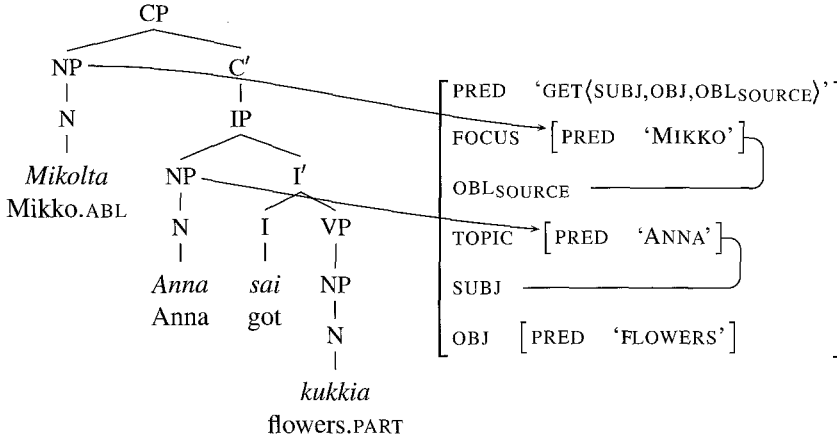 CP
NP C′
N IP
Mikolta NP I′
Mikko.ABL N I VP
Anna sai NP
Anna got N
kukkia
flowers.PART
PRED ‘GET⟨SUBJ,OBJ,OBLSOURCE⟩’
FOCUS [PRED ‘MIKKO’]
OBLSOURCE
TOPIC [PRED ‘ANNA’]
SUBJ
OBJ [PRED ‘FLOWERS’]